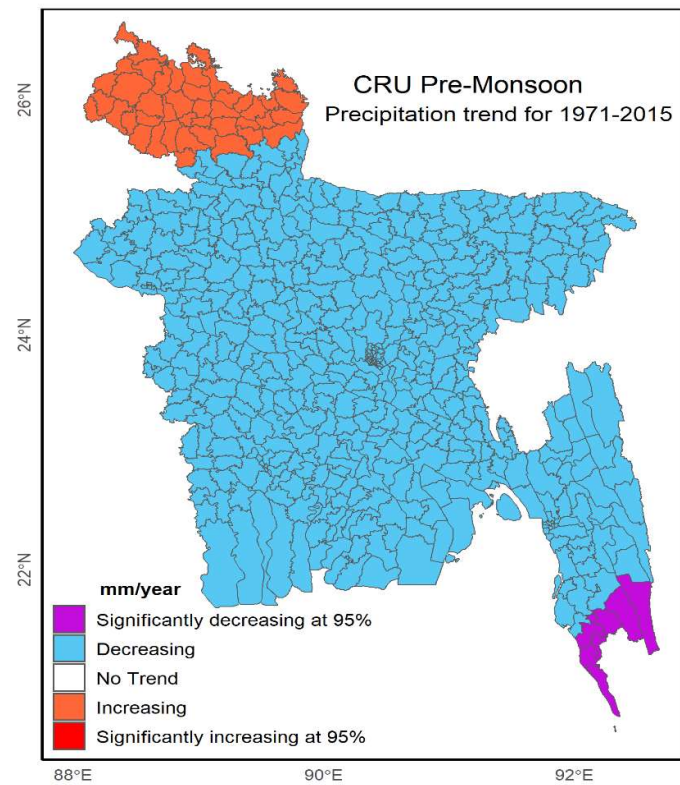 CRU Pre-Monsoon
Precipitation trend for 1971-2015
26°N
24°N
22°N
mm/year
Significantly decreasing at 95%
Decreasing
No Trend
Increasing
Significantly increasing at 95%
88°E
90°E
92°E